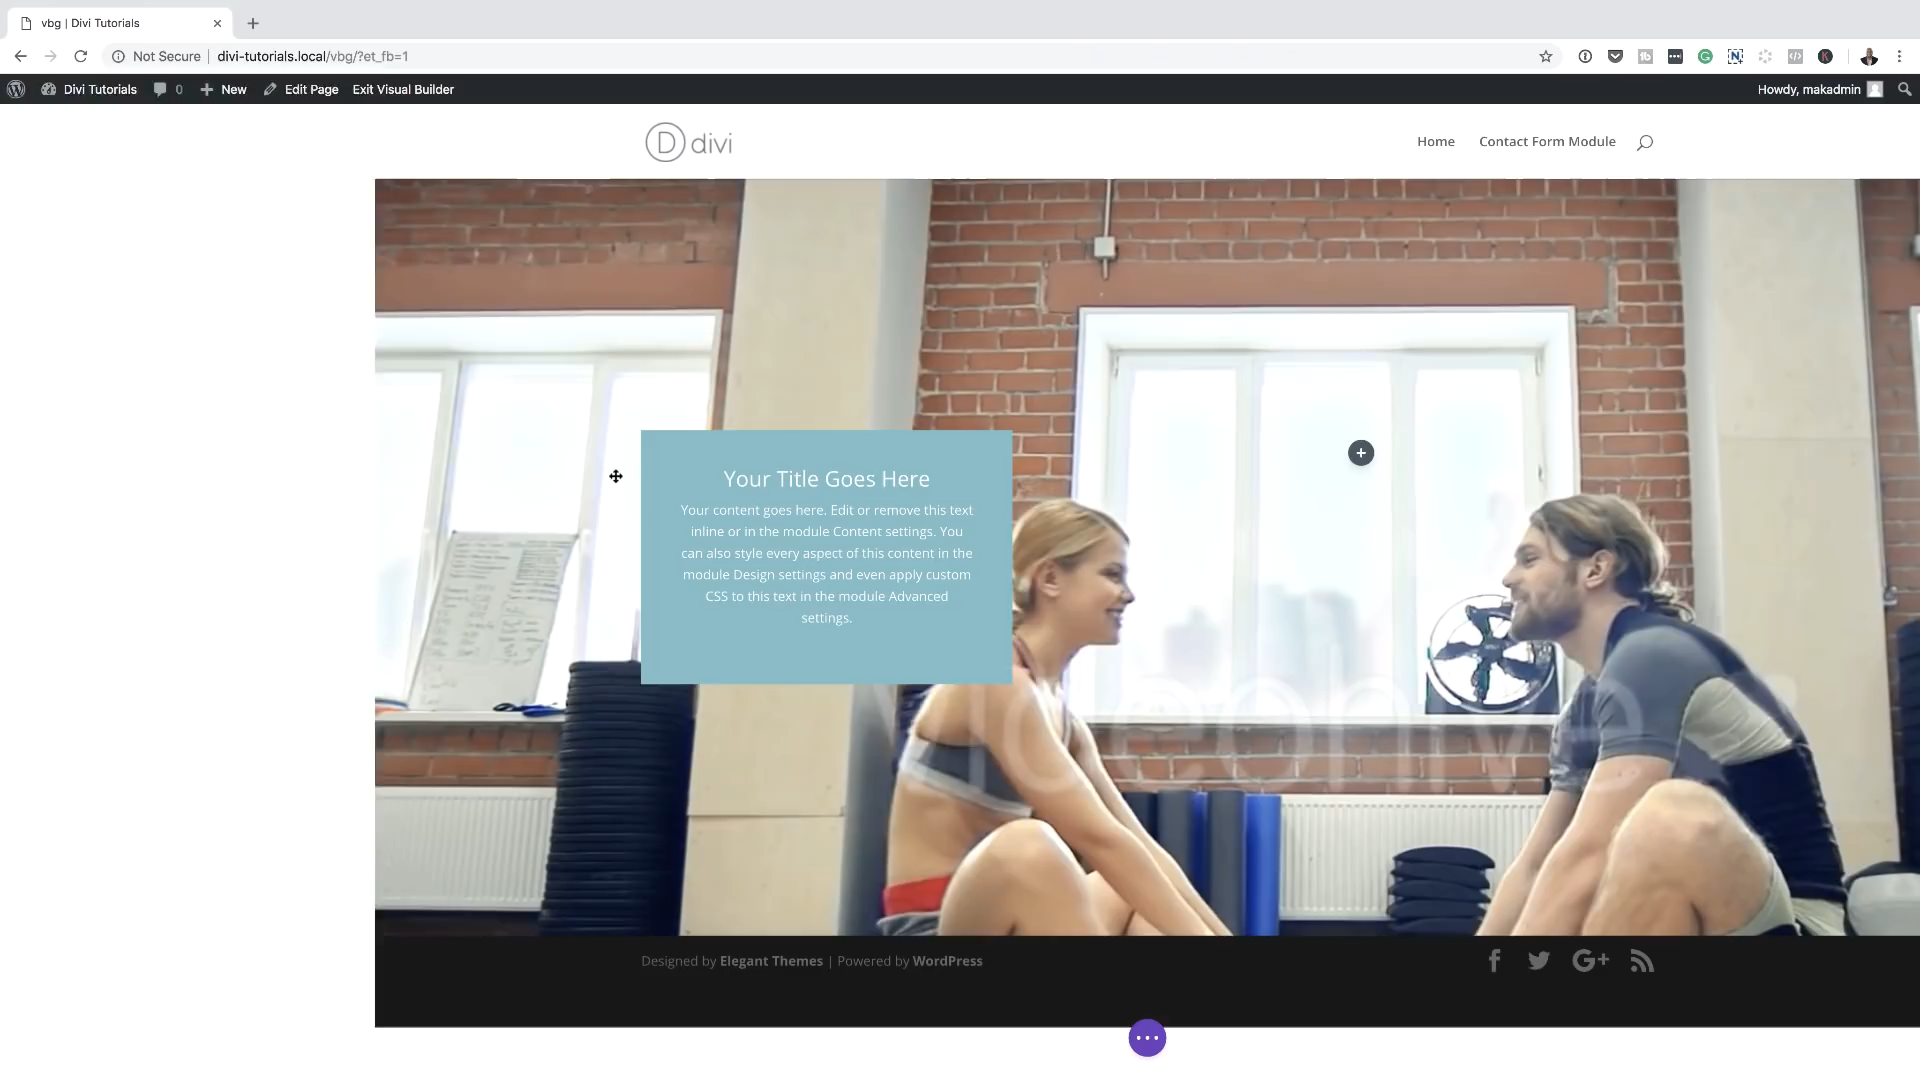 vbg | Divi Tutorials
Not Secure
divi-tutorials.local/vbg/?et_fb=1
Divi Tutorials
0
New
Edit Page
Exit Visual Builder
Howdy, makadmin
D divi
Home
Contact Form Module
Your Title Goes Here
Your content goes here. Edit or remove this text
inline or in the module Content settings. You
can also style every aspect of this content in the
module Design settings and even apply custom
CSS to this text in the module Advanced
settings.
Designed by Elegant Themes | Powered by WordPress